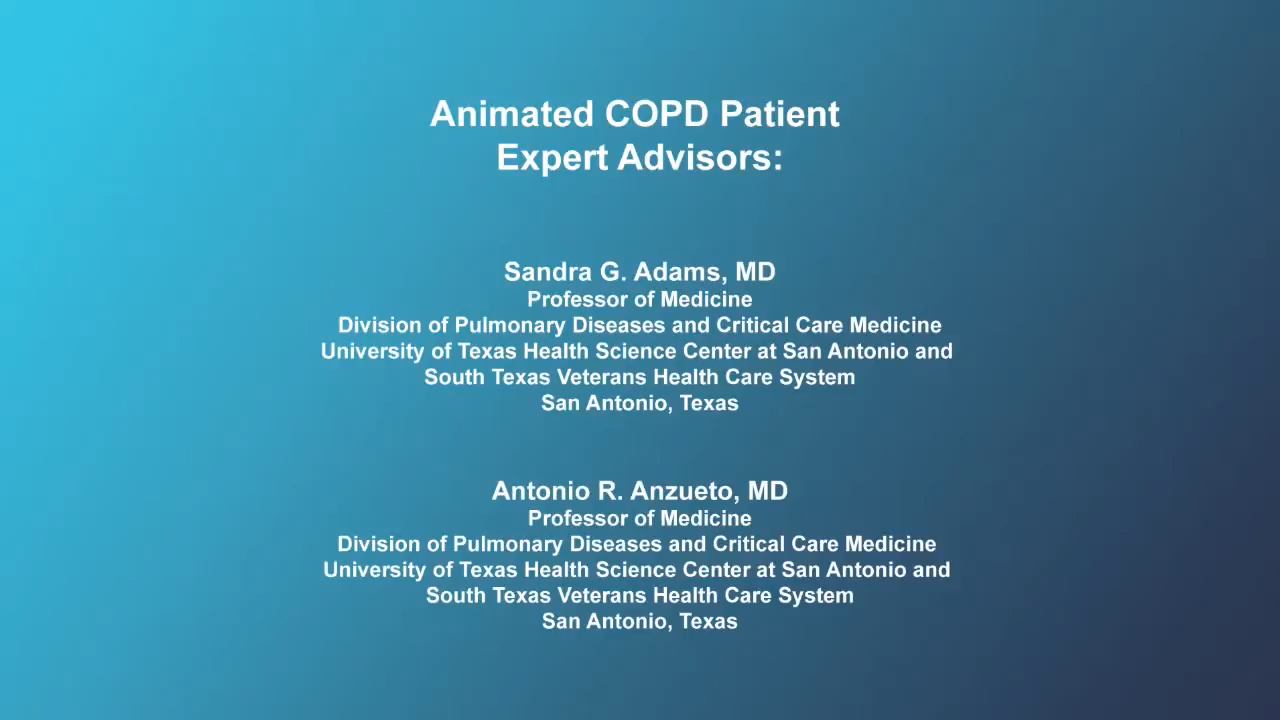 Animated COPD Patient
Expert Advisors:
Sandra G. Adams, MD
Professor of Medicine
Division of Pulmonary Diseases and Critical Care Medicine
University of Texas Health Science Center at San Antonio and
South Texas Veterans Health Care System
San Antonio, Texas
Antonio R. Anzueto, MD
Professor of Medicine
Division of Pulmonary Diseases and Critical Care Medicine
University of Texas Health Science Center at San Antonio and
South Texas Veterans Health Care System
San Antonio, Texas